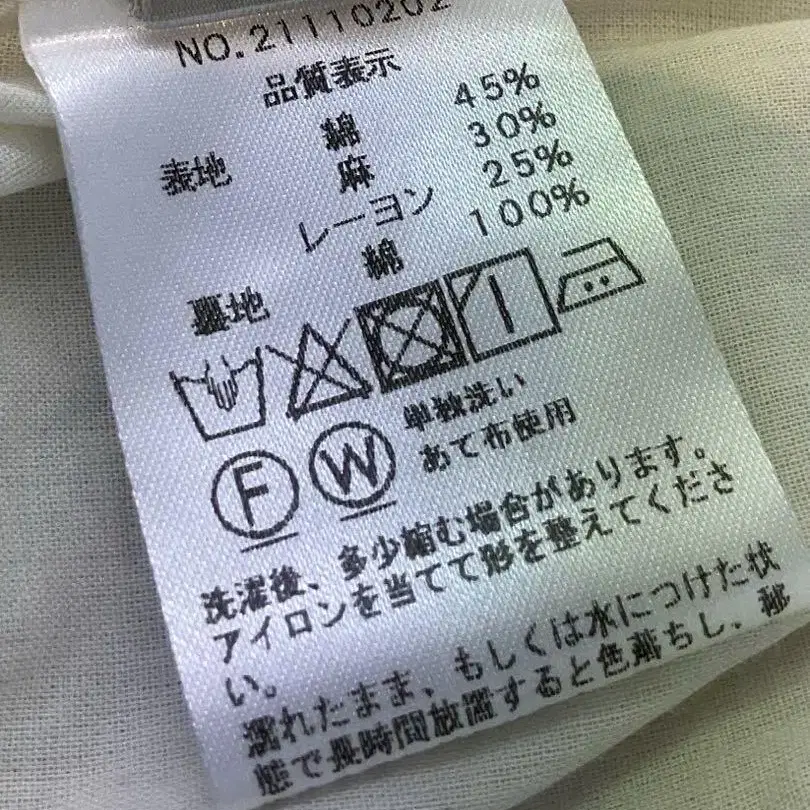 NO.21110202
品質表示
表地 綿 45%
麻 30%
レーヨン 25%
裏地 綿 100%
F W 単独洗い
あて布使用
洗濯後、多少縮む場合があります。
アイロンを当てて形を整えてくださ
い。
濡れたまま、もしくは水につけた状
態で長時間放置すると色落ちし、移